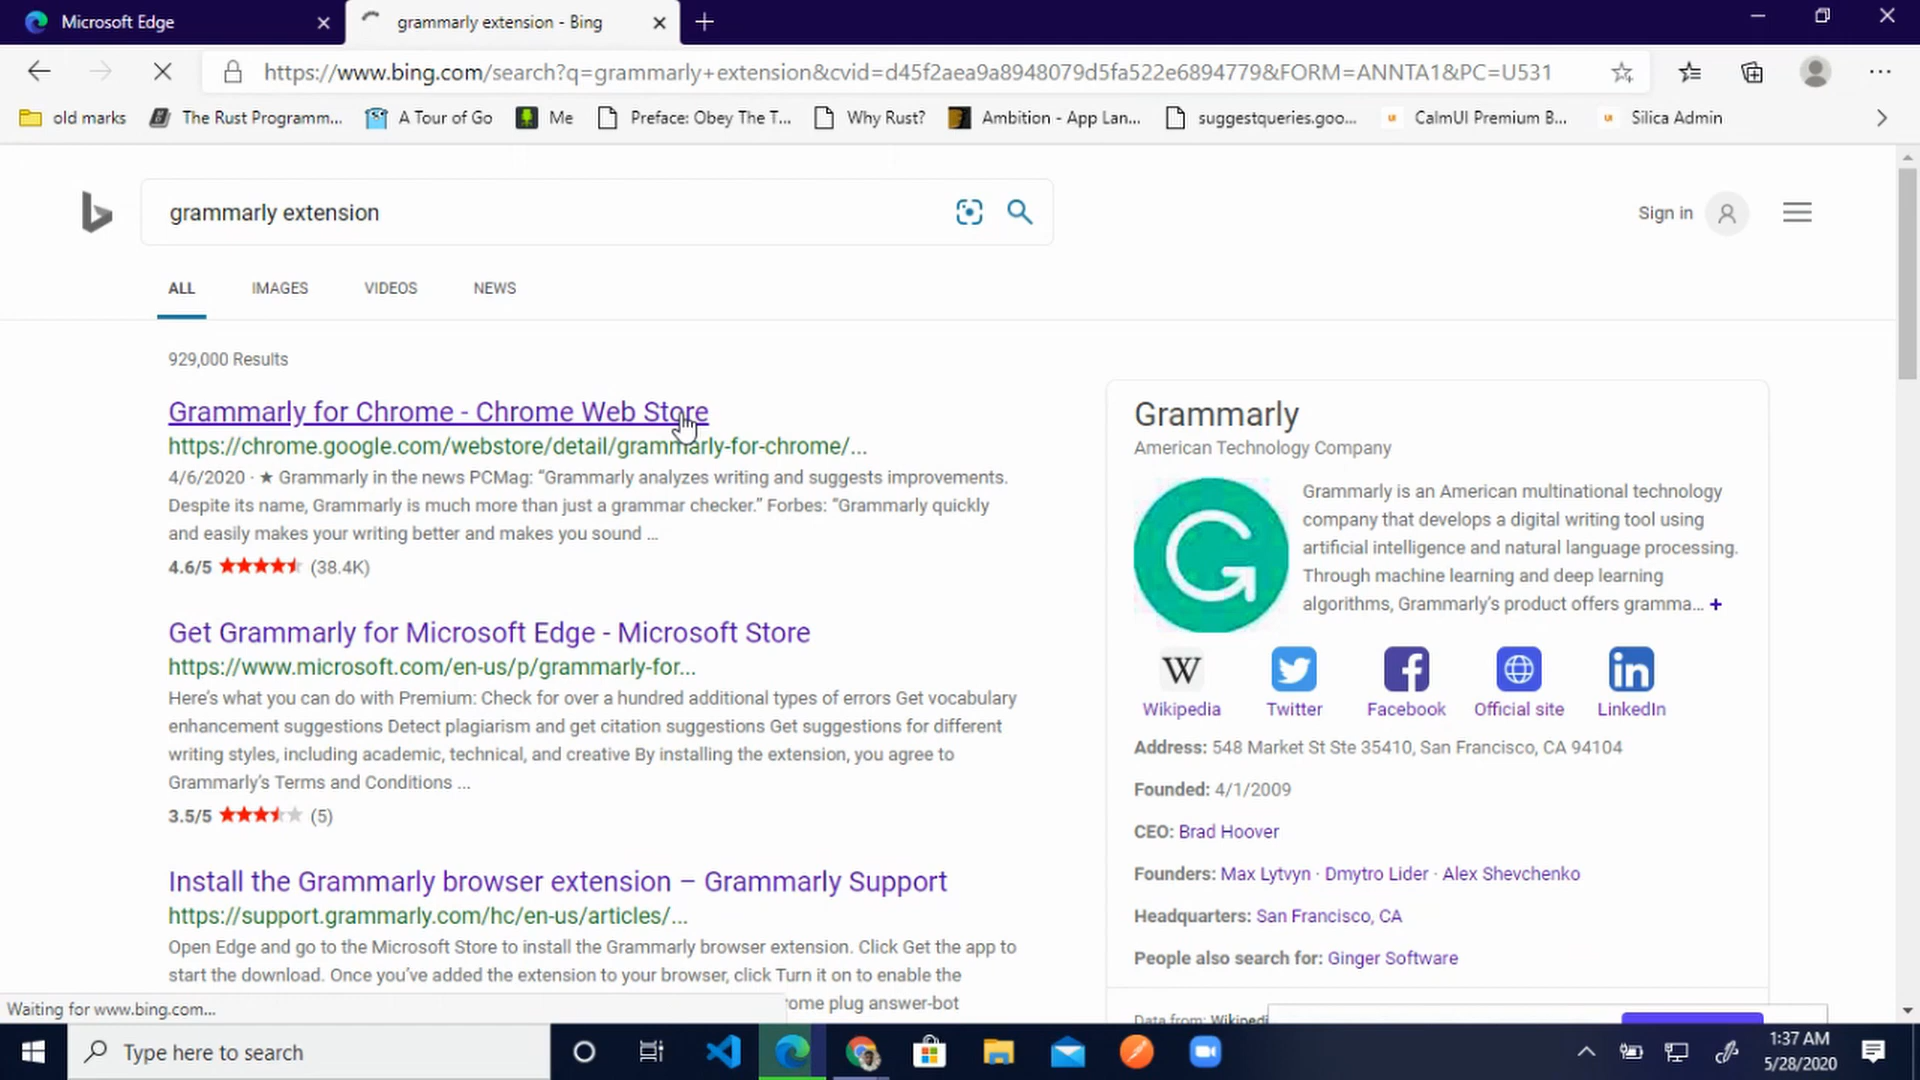 Microsoft Edge
grammarly extension - Bing
https://www.bing.com/search?q=grammarly+extension&cvid=d45f2aea9a8948079d5fa522e6894779&FORM=ANNTA1&PC=U531
old marks
The Rust Programm...
A Tour of Go
Me
Preface: Obey The T...
Why Rust?
Ambition - App Lan...
suggestqueries.goo...
CalmUI Premium B...
Silica Admin
grammarly extension
Sign in
ALL
IMAGES
VIDEOS
NEWS
929,000 Results
Grammarly for Chrome - Chrome Web Store
https://chrome.google.com/webstore/detail/grammarly-for-chrome/...
4/6/2020 · ★ Grammarly in the news PCMag: “Grammarly analyzes writing and suggests improvements.
Despite its name, Grammarly is much more than just a grammar checker.” Forbes: “Grammarly quickly
and easily makes your writing better and makes you sound ...
4.6/5 (38.4K)
Get Grammarly for Microsoft Edge - Microsoft Store
https://www.microsoft.com/en-us/p/grammarly-for...
Here’s what you can do with Premium: Check for over a hundred additional types of errors Get vocabulary
enhancement suggestions Detect plagiarism and get citation suggestions Get suggestions for different
writing styles, including academic, technical, and creative By installing the extension, you agree to
Grammarly’s Terms and Conditions ...
3.5/5 (5)
Install the Grammarly browser extension – Grammarly Support
https://support.grammarly.com/hc/en-us/articles/...
Open Edge and go to the Microsoft Store to install the Grammarly browser extension. Click Get the app to
start the download. Once you’ve added the extension to your browser, click Turn it on to enable the
ome plug answer-bot
Grammarly
American Technology Company
Grammarly is an American multinational technology
company that develops a digital writing tool using
artificial intelligence and natural language processing.
Through machine learning and deep learning
algorithms, Grammarly’s product offers gramma... +
Wikipedia
Twitter
Facebook
Official site
LinkedIn
Address: 548 Market St Ste 35410, San Francisco, CA 94104
Founded: 4/1/2009
CEO: Brad Hoover
Founders: Max Lytvyn · Dmytro Lider · Alex Shevchenko
Headquarters: San Francisco, CA
People also search for: Ginger Software
Data from: Wikipedi
Waiting for www.bing.com...
Type here to search
1:37 AM
5/28/2020